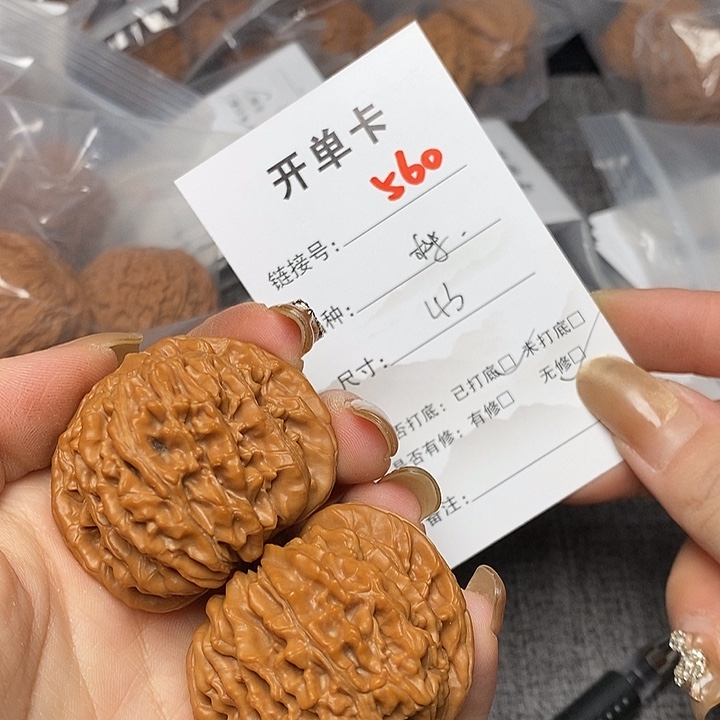 开单卡
560
链接号:
种:
45
尺寸:
否打底: 已打底□ 未打底□
是否有修: 有修□ 无修□
备注: